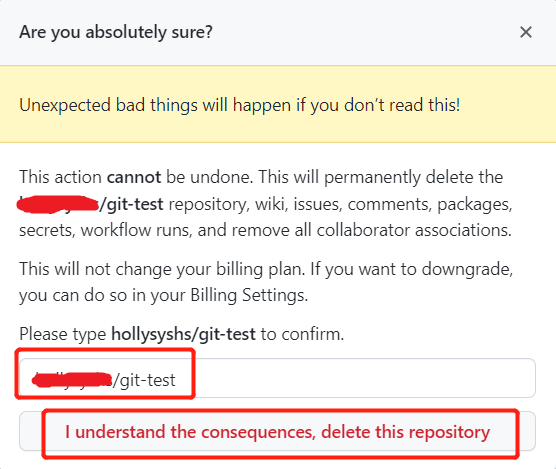 Are you absolutely sure?
Unexpected bad things will happen if you don't read this!
This action cannot be undone. This will permanently delete the
/git-test repository, wiki, issues, comments, packages,
secrets, workflow runs, and remove all collaborator associations.
This will not change your billing plan. If you want to downgrade,
you can do so in your Billing Settings.
Please type hollysyshs/git-test to confirm.
/git-test
I understand the consequences, delete this repository